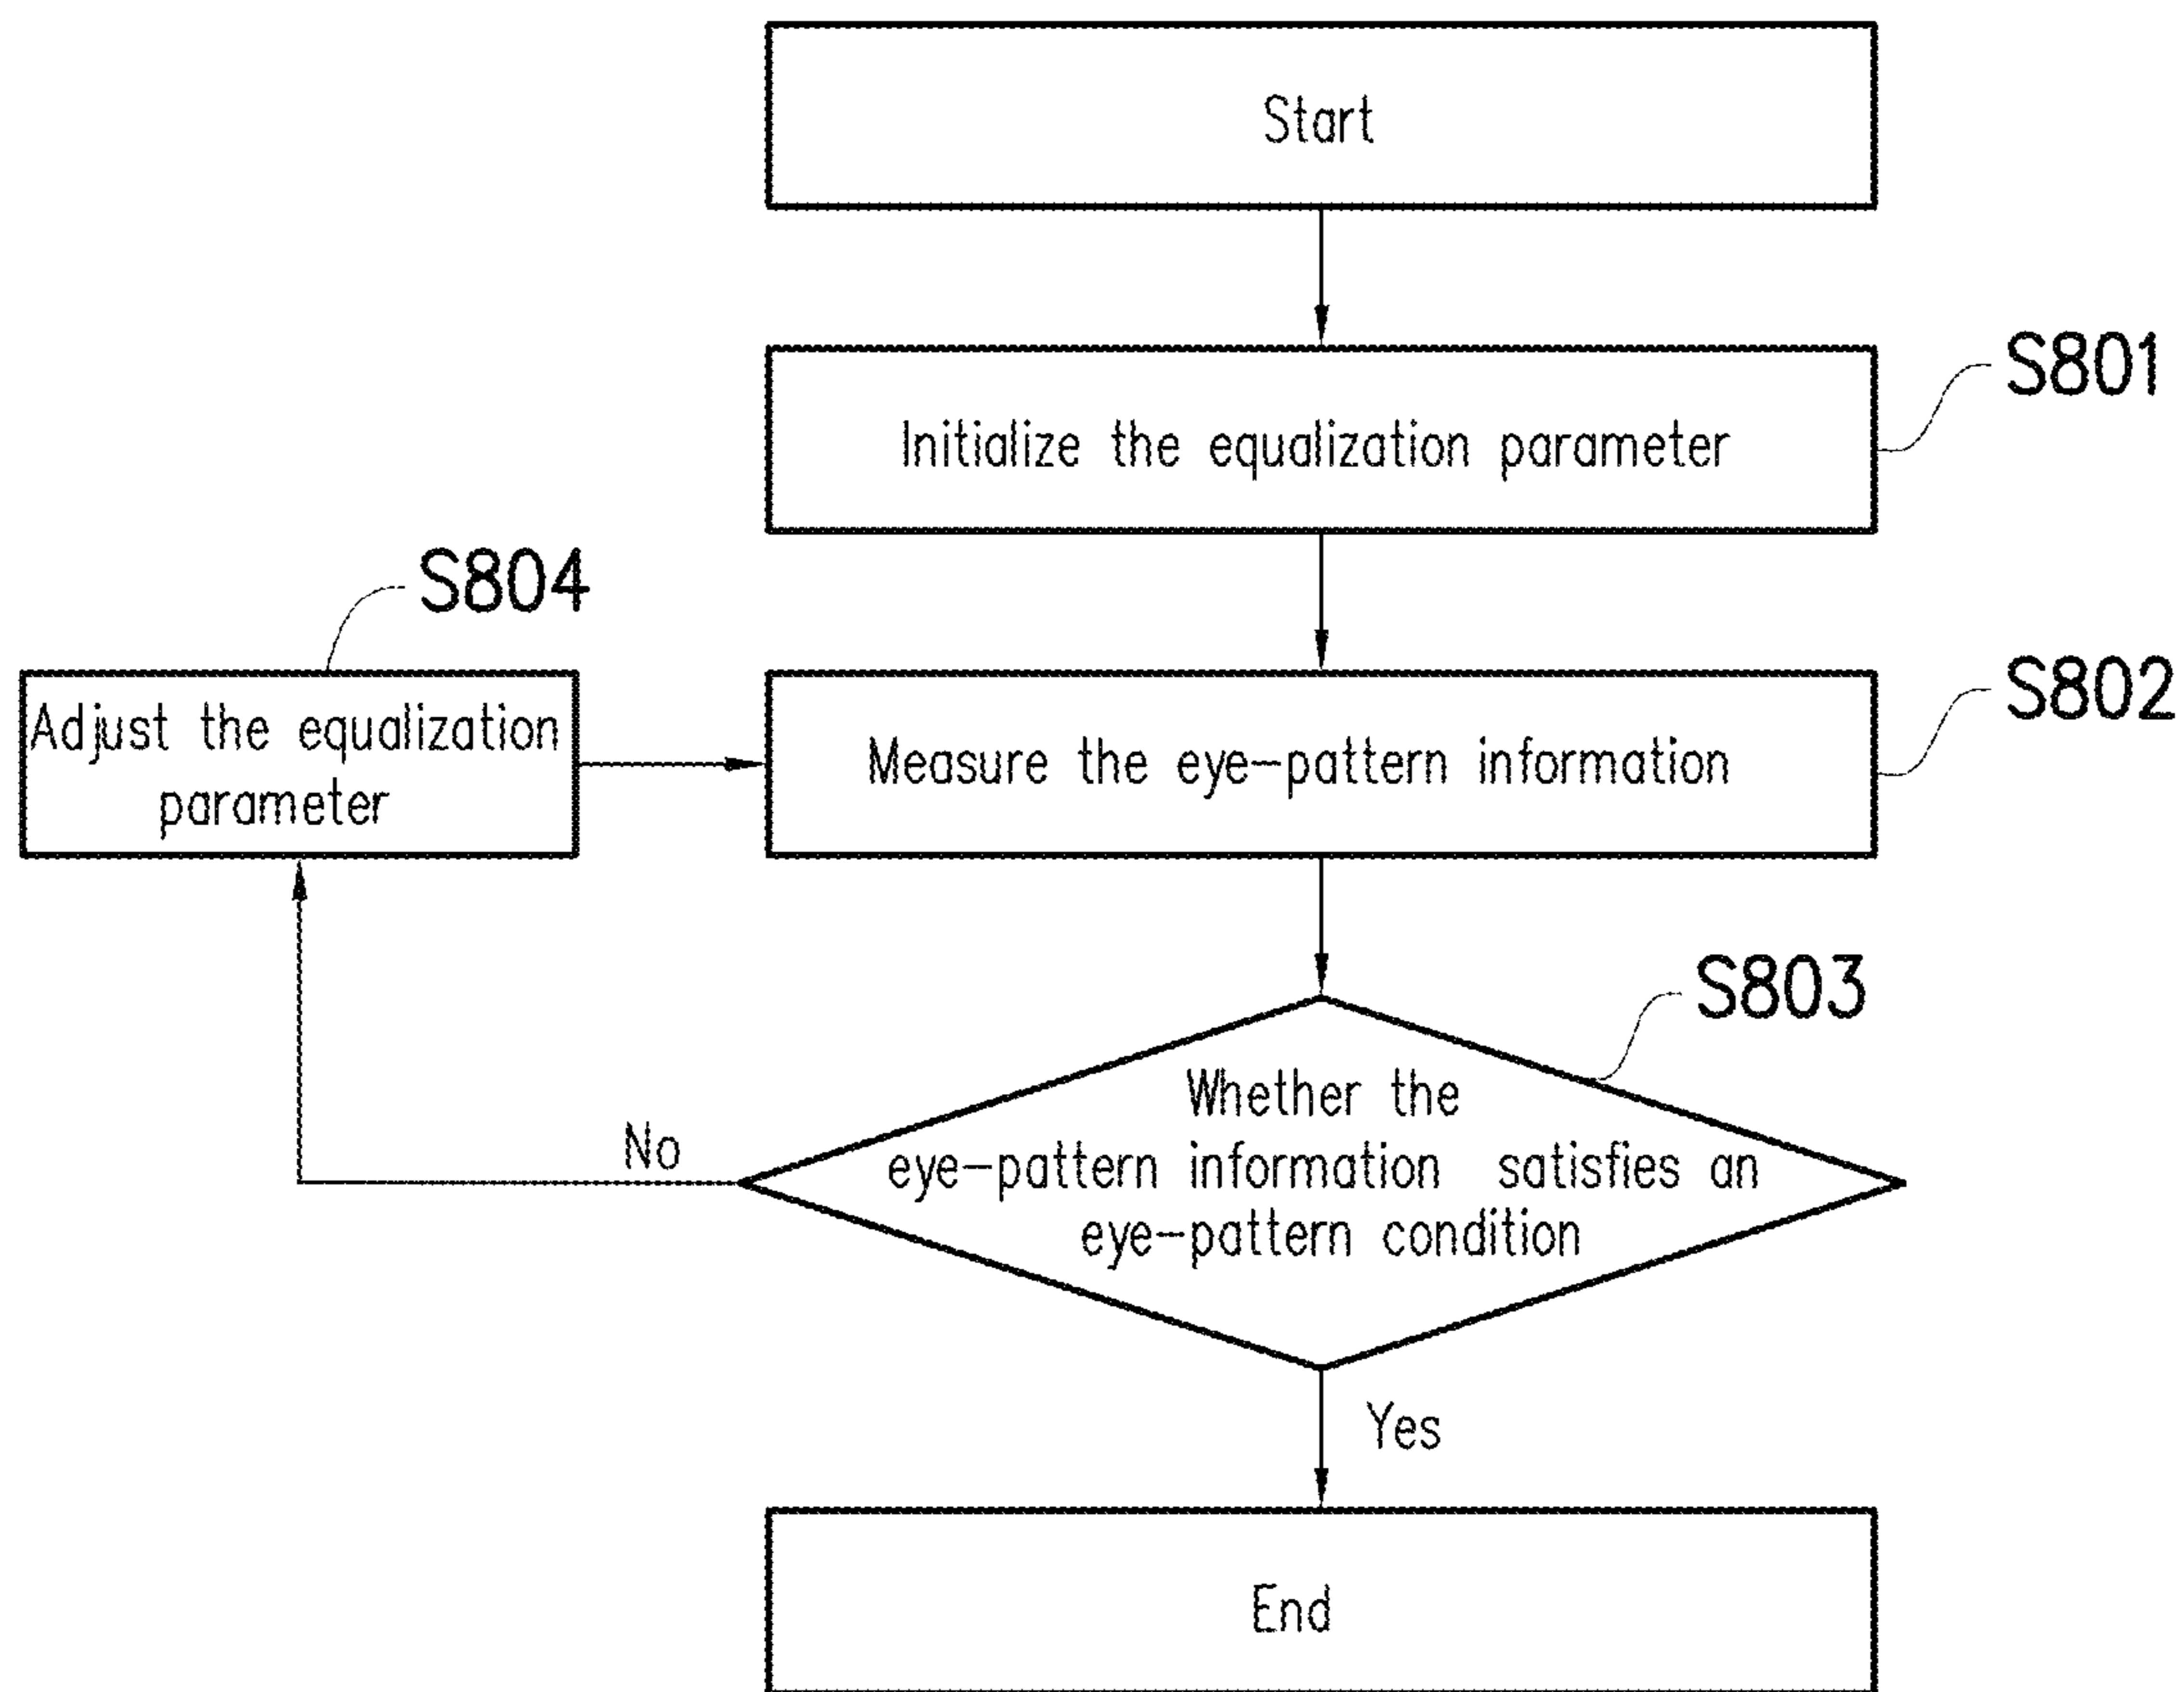 Start
S801
Initialize the equalization parameter
S804
Adjust the equalization
parameter
S802
Measure the eye-pattern information
S803
Whether the
eye-pattern information satisfies an
eye-pattern condition
No
Yes
End